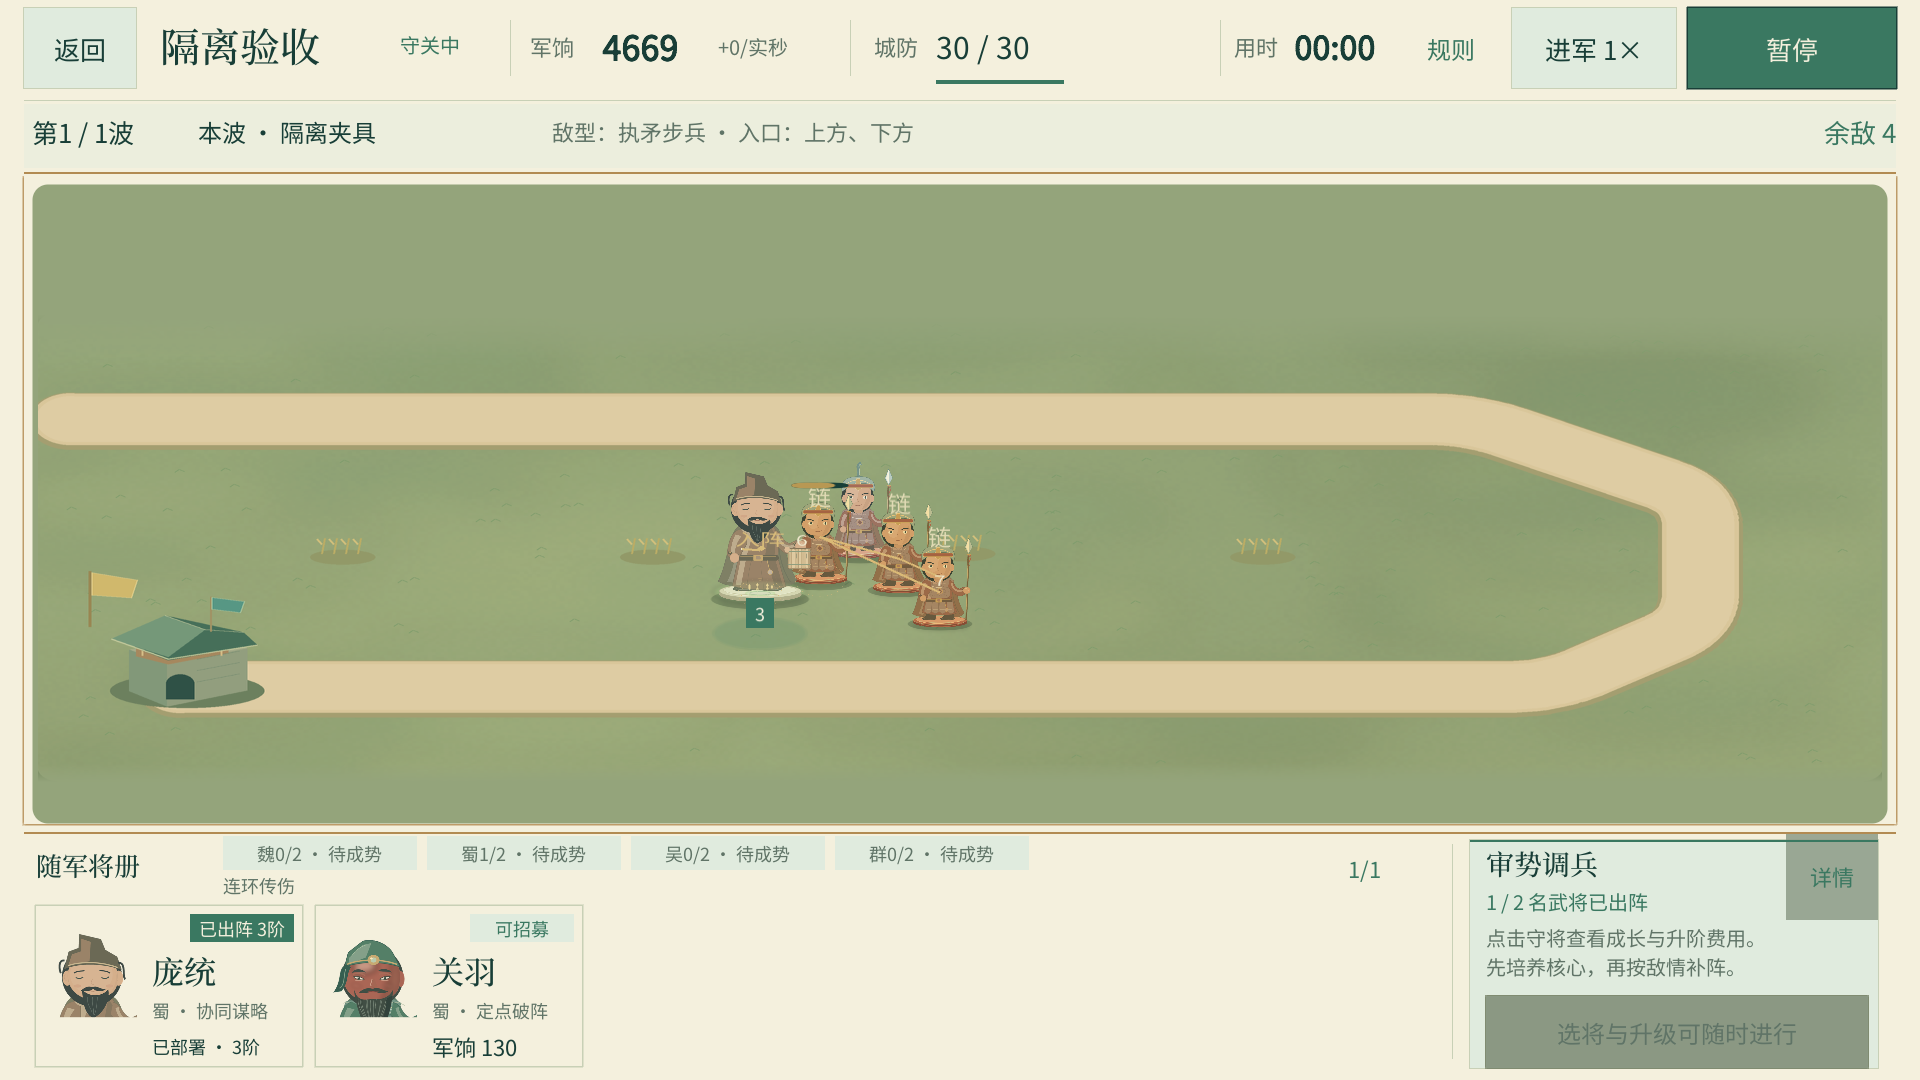 返回
隔离验收
守关中
军饷 4669 +0/实秒
城防 30 / 30
用时 00:00
规则
进军 1×
暂停
第1 / 1波
本波 · 隔离夹具
敌型：执矛步兵 · 入口：上方、下方
余敌 4
链
链
链
7
3
随军将册
魏0/2 · 待成势
蜀1/2 · 待成势
吴0/2 · 待成势
群0/2 · 待成势
连环传伤
1/1
已出阵 3阶
庞统
蜀 · 协同谋略
已部署 · 3阶
可招募
关羽
蜀 · 定点破阵
军饷 130
审势调兵
详情
1 / 2 名武将已出阵
点击守将查看成长与升阶费用。
先培养核心，再按敌情补阵。
选将与升级可随时进行